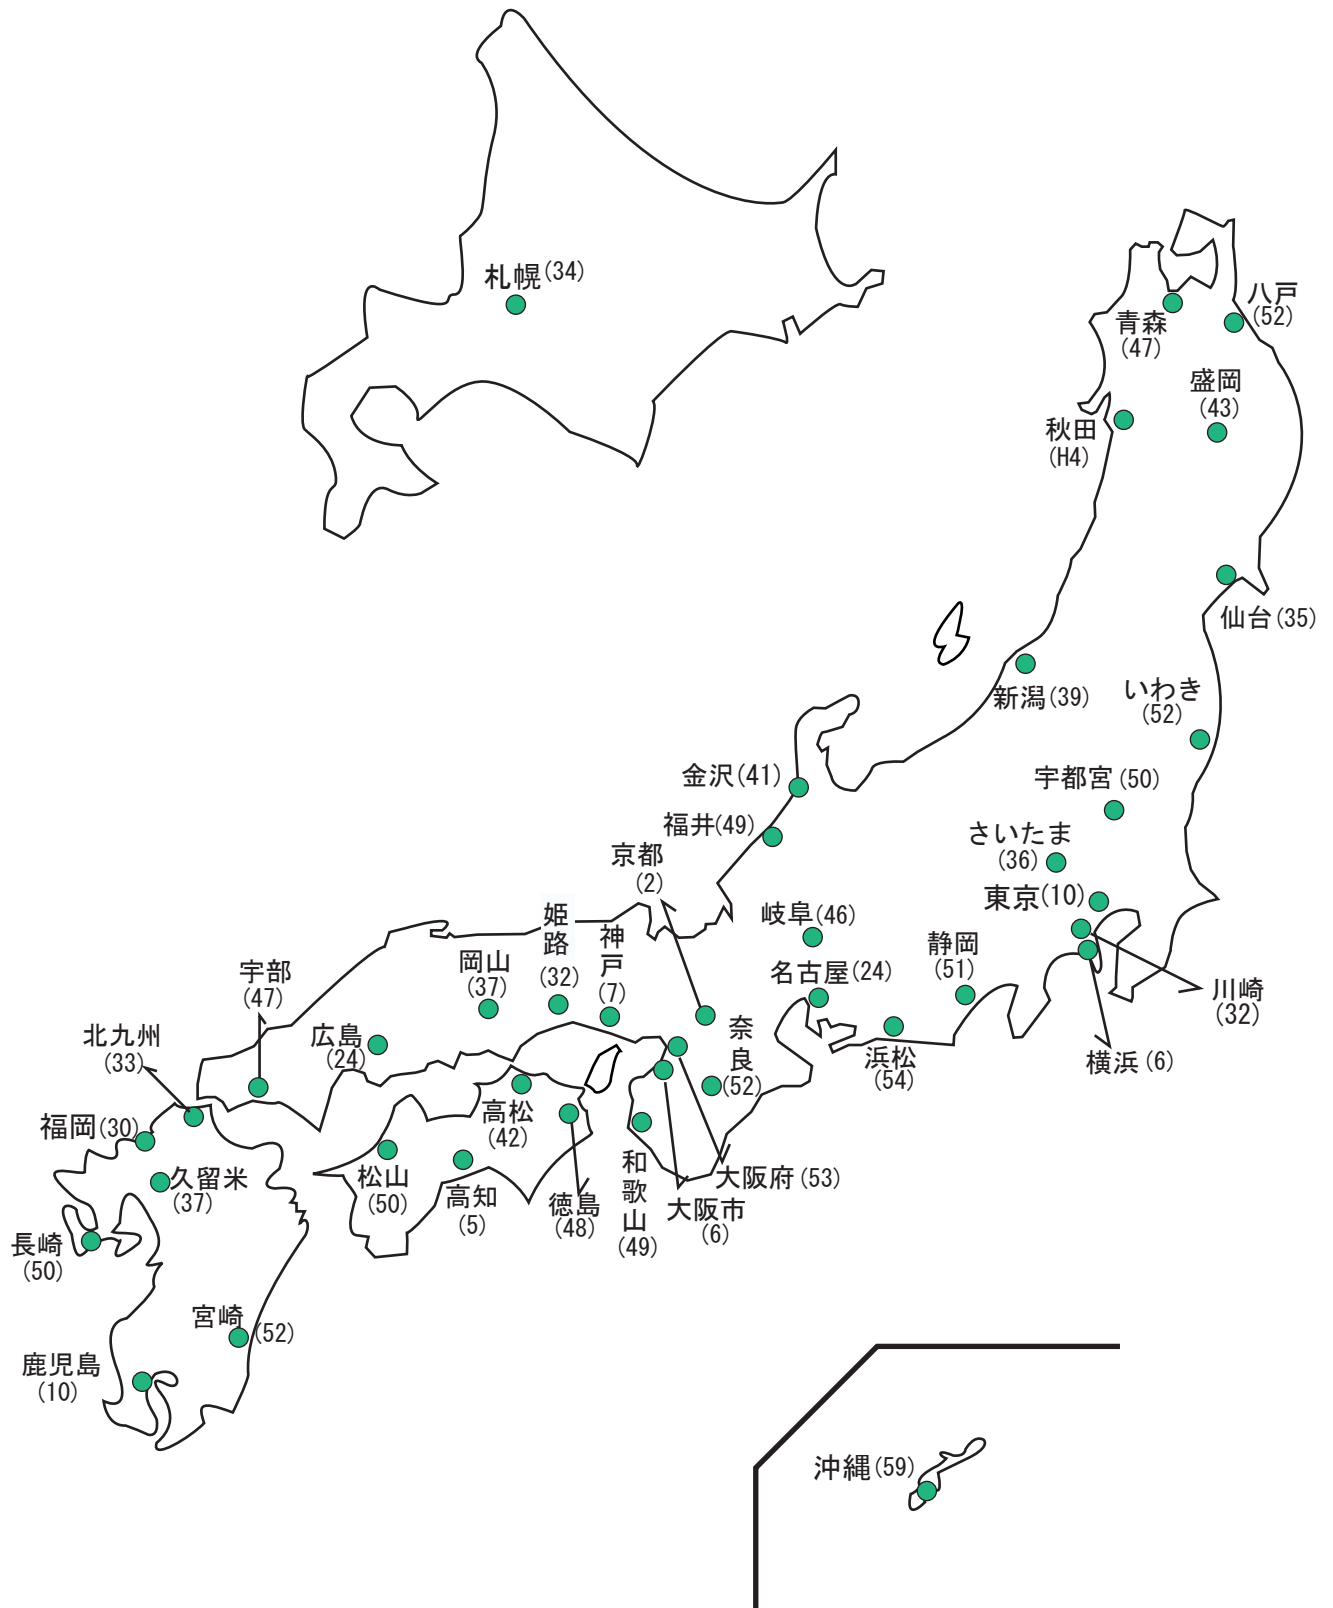 札幌(34)
青森
(47)
八戸
(52)
盛岡
(43)
秋田
(H4)
仙台(35)
新潟(39)
いわき
(52)
金沢(41)
宇都宮(50)
福井(49)
さいたま
(36)
京都
(2)
東京(10)
岐阜(46)
姫路
(32)
神戸
(7)
静岡
(51)
岡山
(37)
宇部
(47)
名古屋(24)
川崎
(32)
北九州
(33)
広島
(24)
奈良
(52)
浜松
(54)
横浜(6)
福岡(30)
高松
(42)
久留米
(37)
松山
(50)
高知
(5)
徳島
(48)
和歌山
(49)
大阪府(53)
大阪市
(6)
長崎
(50)
宮崎(52)
鹿児島
(10)
沖縄(59)